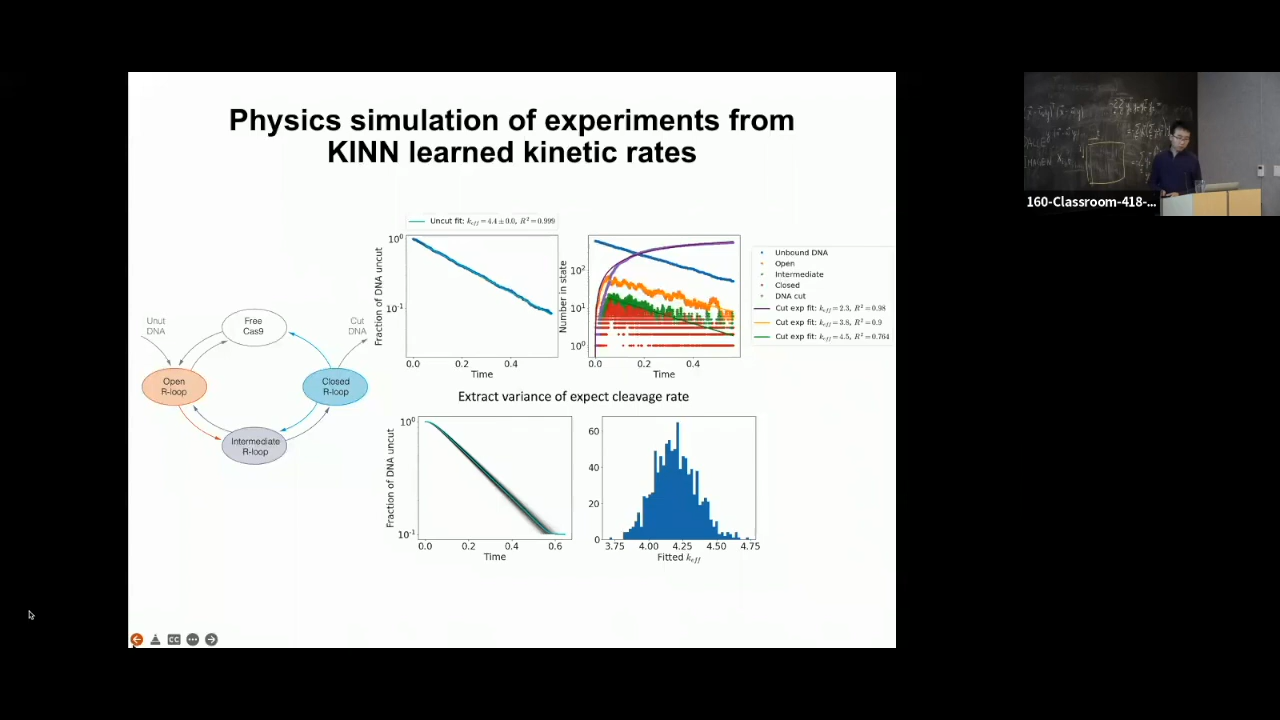 Physics simulation of experiments from
KINN learned kinetic rates
Uncut fit: k_eff = 4.4 ± 0.0, R² = 0.999
Fraction of DNA uncut
10⁰
10⁻¹
0.0 0.2 0.4
Time
Number in state
10²
10¹
10⁰
0.0 0.2 0.4
Time
Unbound DNA
Open
Intermediate
Closed
DNA cut
Cut exp fit: k_eff = 2.3, R² = 0.98
Cut exp fit: k_eff = 3.8, R² = 0.9
Cut exp fit: k_eff = 4.5, R² = 0.764
Unut
DNA
Free
Cas9
Cut
DNA
Open
R-loop
Closed
R-loop
Intermediate
R-loop
Extract variance of expect cleavage rate
Fraction of DNA uncut
10⁰
10⁻¹
0.0 0.2 0.4 0.6
Time
60
40
20
0
3.75 4.00 4.25 4.50 4.75
Fitted k_eff
CC
160-Classroom-418-...